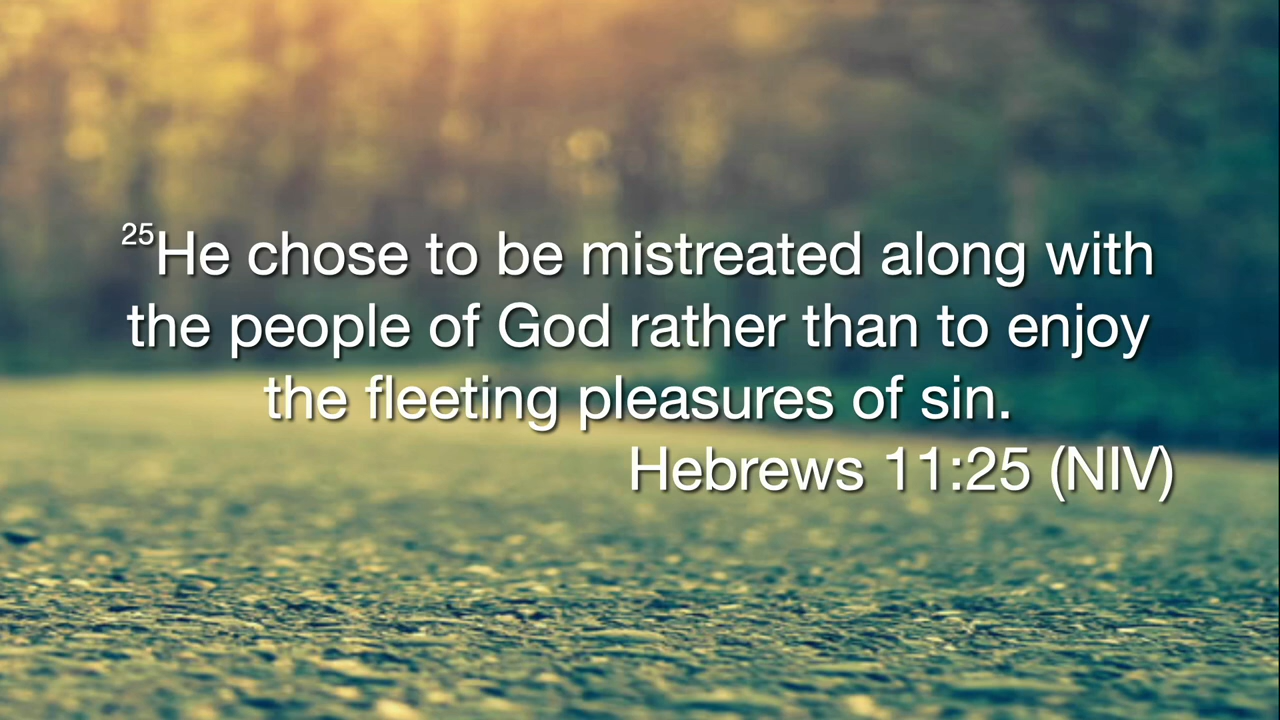 25He chose to be mistreated along with
the people of God rather than to enjoy
the fleeting pleasures of sin.
Hebrews 11:25 (NIV)